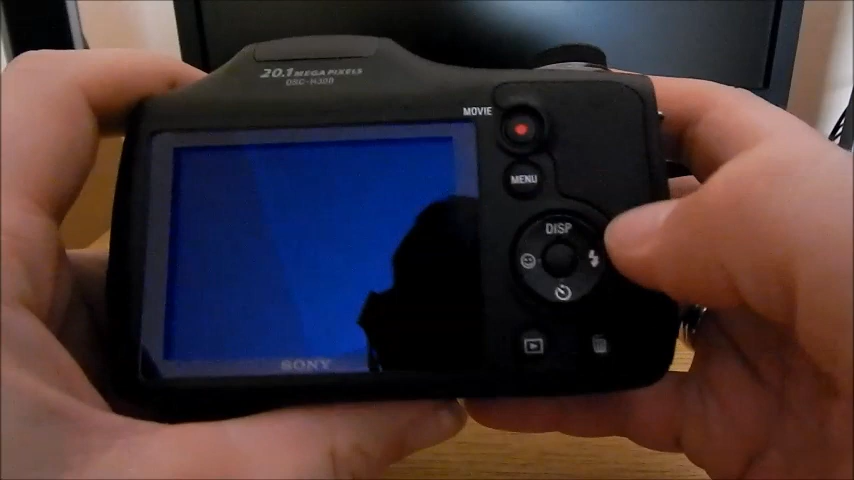 20.1 MEGA PIXELS
DSC-H300
MOVIE
MENU
DISP
SONY